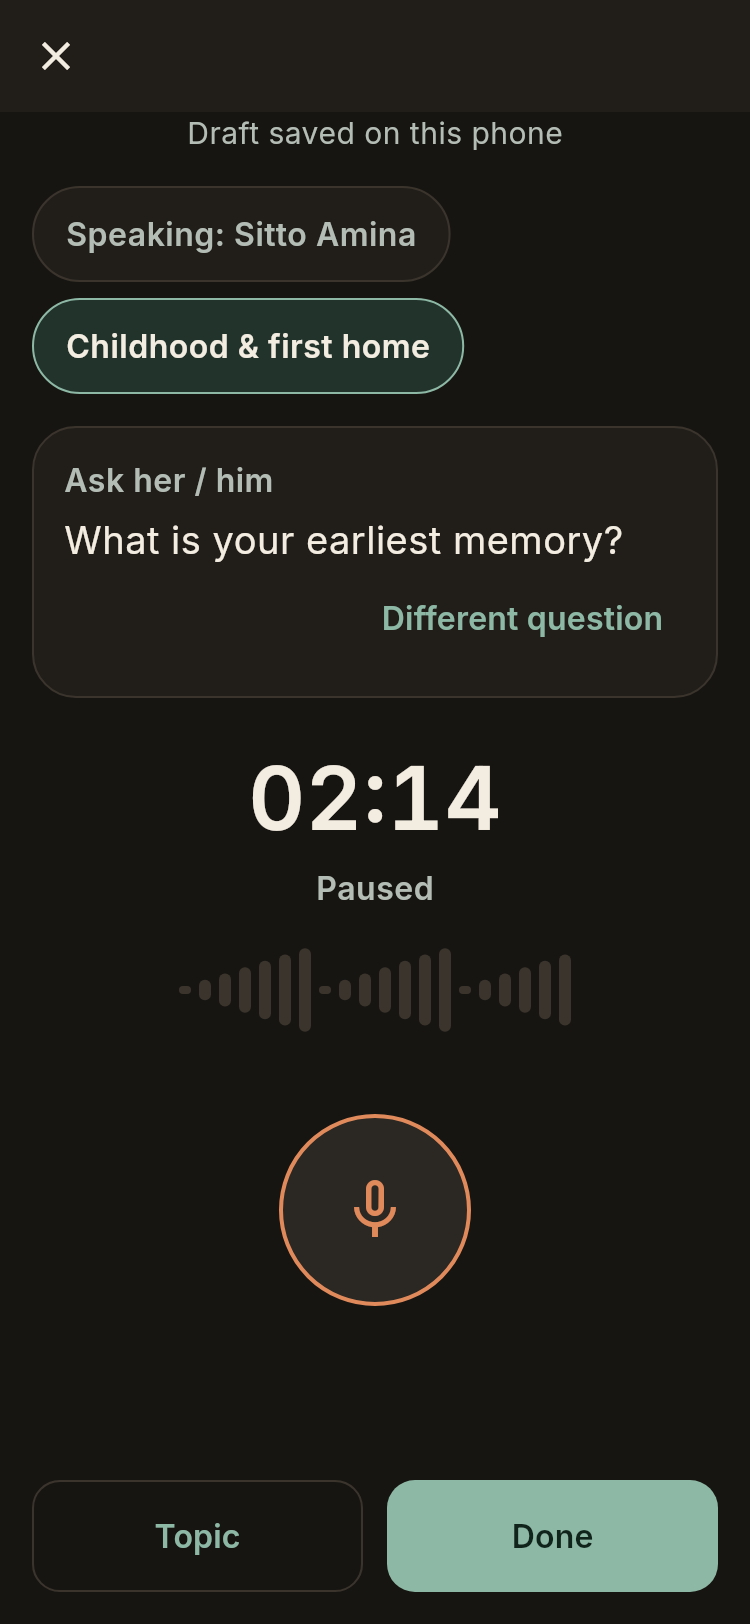 Draft saved on this phone
Speaking: Sitto Amina
Childhood & first home
Ask her / him
What is your earliest memory?
Different question
02:14
Paused
Topic
Done